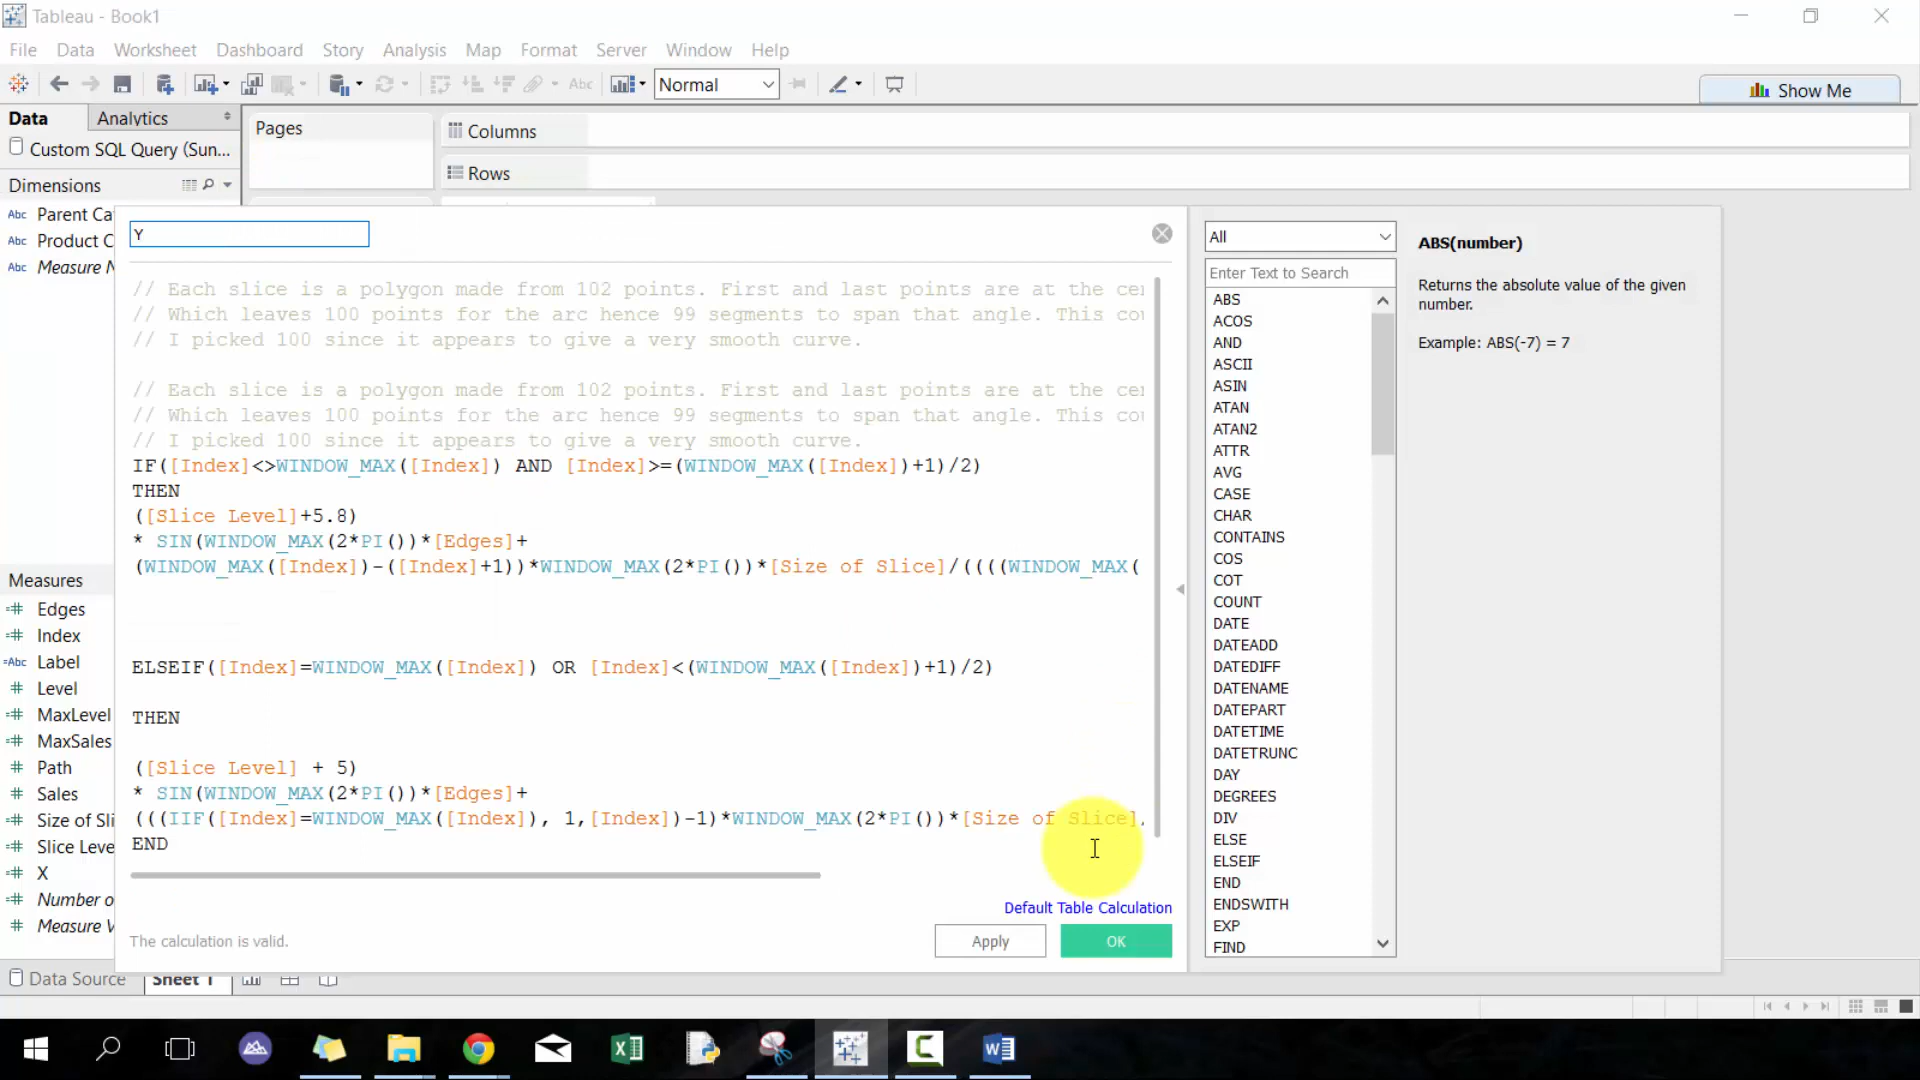 Tableau - Book1
File Data Worksheet Dashboard Story Analysis Map Format Server Window Help
Abc Normal
Show Me
Data Analytics
Pages
Columns
Custom SQL Query (Sun...
Rows
Dimensions
Abc Parent Ca
Abc Product C
Abc Measure N
Y
// Each slice is a polygon made from 102 points. First and last points are at the cen
// Which leaves 100 points for the arc hence 99 segments to span that angle. This cou
// I picked 100 since it appears to give a very smooth curve.
// Each slice is a polygon made from 102 points. First and last points are at the cen
// Which leaves 100 points for the arc hence 99 segments to span that angle. This cou
// I picked 100 since it appears to give a very smooth curve.
IF([Index]<>WINDOW_MAX([Index]) AND [Index]>=(WINDOW_MAX([Index])+1)/2)
THEN
([Slice Level]+5.8)
* SIN(WINDOW_MAX(2*PI())*[Edges]+
(WINDOW_MAX([Index])-([Index]+1))*WINDOW_MAX(2*PI())*[Size of Slice]/((((WINDOW_MAX(
ELSEIF([Index]=WINDOW_MAX([Index]) OR [Index]<(WINDOW_MAX([Index])+1)/2)
THEN
([Slice Level] + 5)
* SIN(WINDOW_MAX(2*PI())*[Edges]+
(((IIF([Index]=WINDOW_MAX([Index]), 1,[Index])-1)*WINDOW_MAX(2*PI())*[Size of Slice]
END
Default Table Calculation
The calculation is valid.
Apply
OK
All
Enter Text to Search
ABS
ACOS
AND
ASCII
ASIN
ATAN
ATAN2
ATTR
AVG
CASE
CHAR
CONTAINS
COS
COT
COUNT
DATE
DATEADD
DATEDIFF
DATENAME
DATEPART
DATETIME
DATETRUNC
DAY
DEGREES
DIV
ELSE
ELSEIF
END
ENDSWITH
EXP
FIND
ABS(number)
Returns the absolute value of the given
number.
Example: ABS(-7) = 7
Measures
Edges
Index
=Abc Label
Level
MaxLevel
MaxSales
Path
Sales
Size of Sli
Slice Leve
X
Number o
Measure V
Data Source Sheet 1